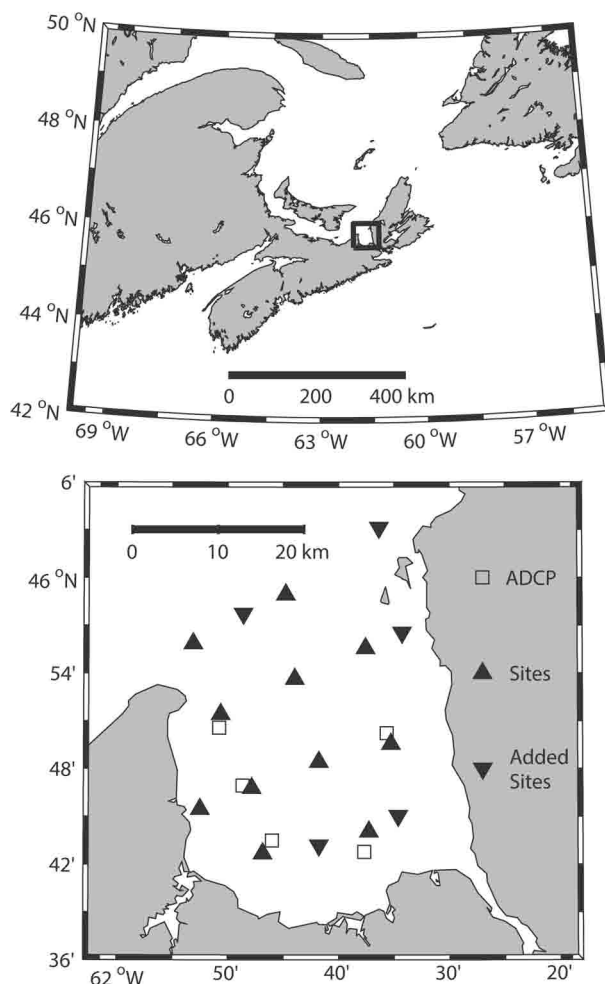 50 °N
48 °N
46 °N
44 °N
42 °N
0 200 400 km
69 °W 66 °W 63 °W 60 °W 57 °W
6'
0 10 20 km
46 °N
ADCP
54'
Sites
48'
Added
Sites
42'
36'
62 °W 50' 40' 30' 20'